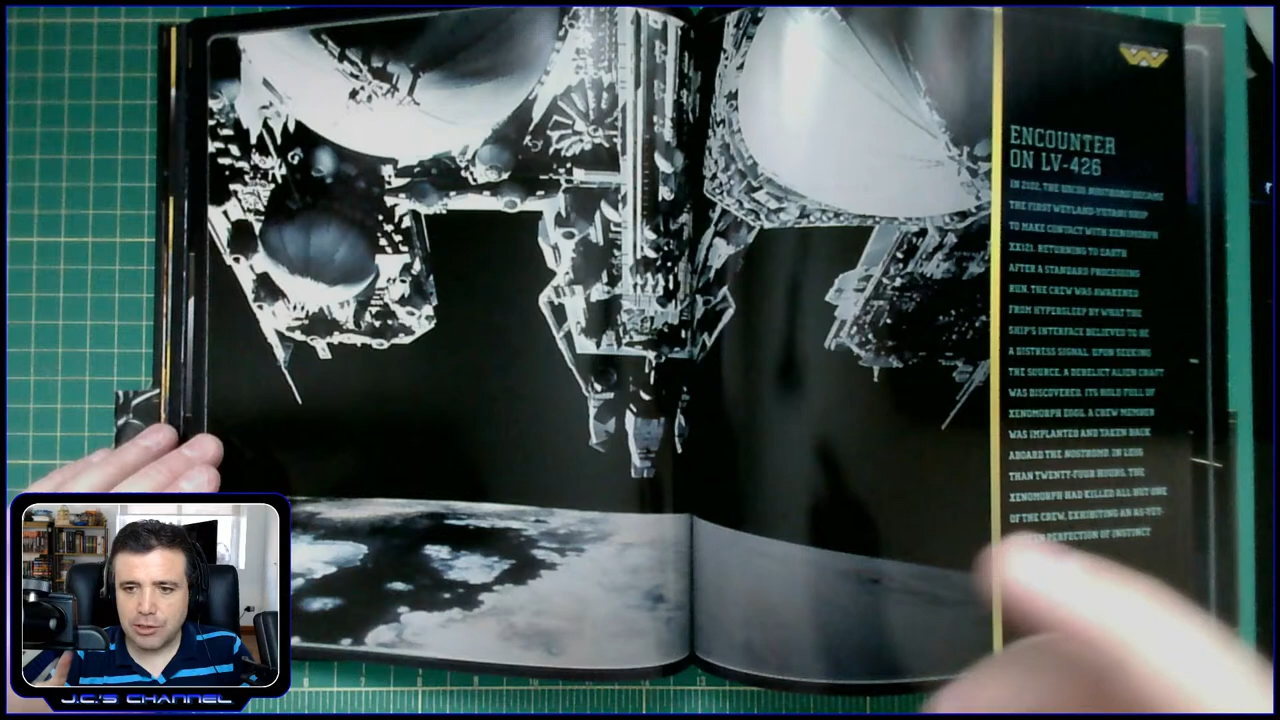 ENCOUNTER
ON LV-426
IN 2122, THE USCSS NOSTROMO BECAME
THE FIRST WEYLAND-YUTANI SHIP
TO MAKE CONTACT WITH XENOMORPH
XX121. RETURNING TO EARTH
AFTER A STANDARD PROCESSING
RUN, THE CREW WAS AWAKENED
FROM HYPERSLEEP BY WHAT THE
SHIP'S INTERFACE BELIEVED TO BE
A DISTRESS SIGNAL. UPON SEEKING
THE SOURCE, A DERELICT ALIEN CRAFT
WAS DISCOVERED, ITS HOLD FULL OF
XENOMORPH EGGS. A CREW MEMBER
WAS IMPLANTED AND TAKEN BACK
ABOARD THE NOSTROMO. IN LESS
THAN TWENTY-FOUR HOURS, THE
XENOMORPH HAD KILLED ALL BUT ONE
OF THE CREW, EXHIBITING AN AS-YET-
PERFECTION OF INSTINCT
J.C.'S CHANNEL